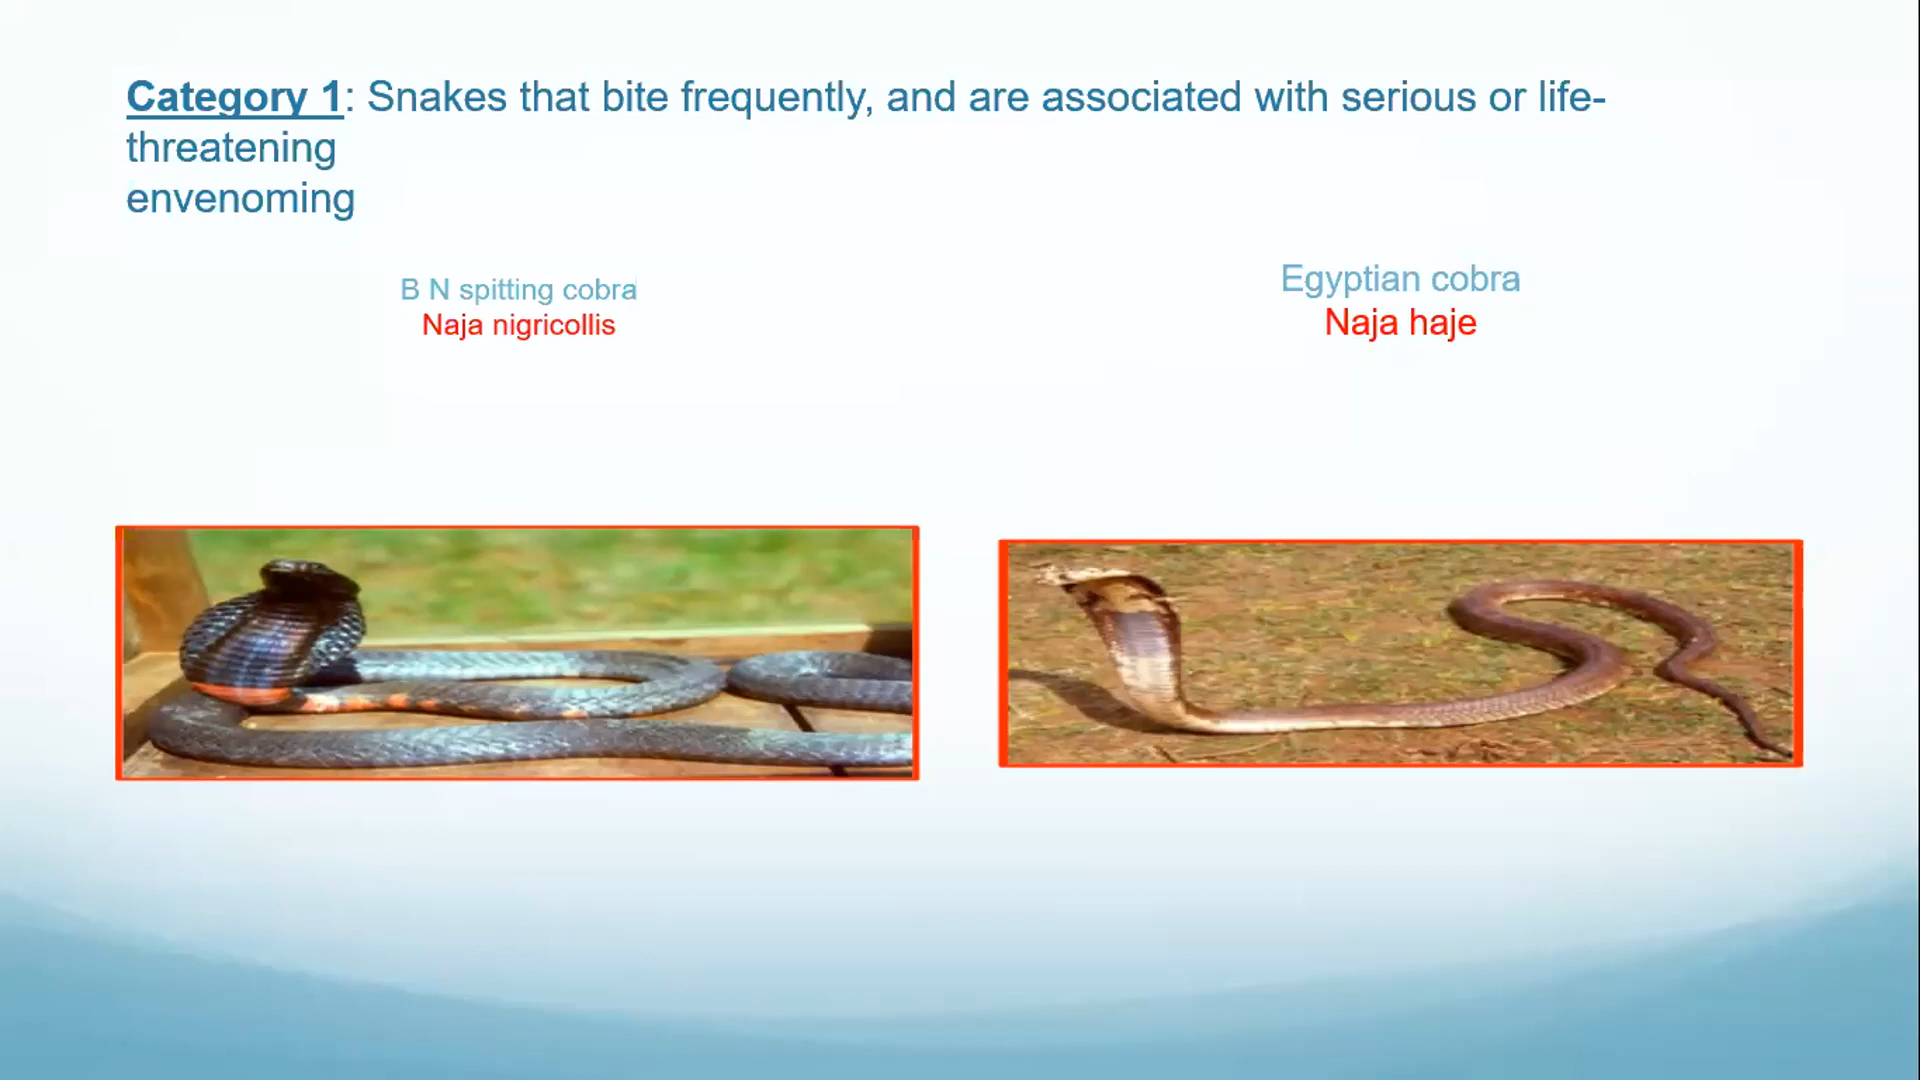 Category 1: Snakes that bite frequently, and are associated with serious or life-
threatening
envenoming
B N spitting cobra
Naja nigricollis
Egyptian cobra
Naja haje